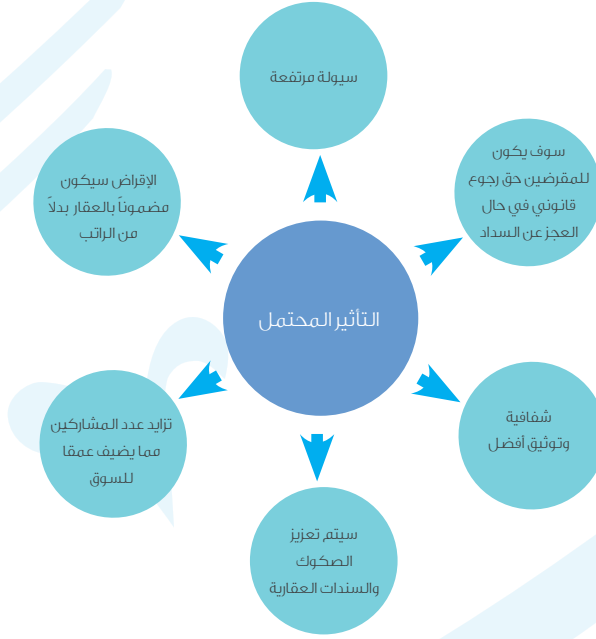 سيولة مرتفعة
سوف يكون
للمقرضين حق رجوع
قانوني في حال
العجز عن السداد
الإقراض سيكون
مضموناً بالعقار بدلاً
من الراتب
التأثير المحتمل
شفافية
وتوثيق أفضل
تزايد عدد المشاركين
مما يضيف عمقا
للسوق
سيتم تعزيز
الصكوك
والسندات العقارية